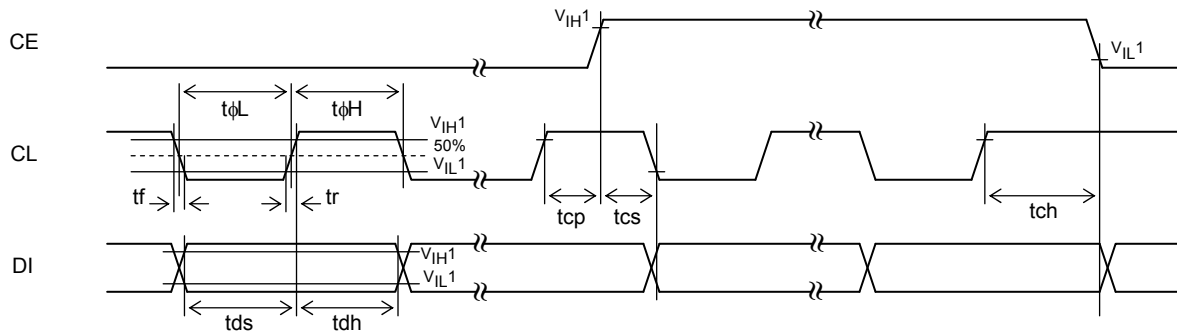 CE
VIH1
VIL1
tϕL
tϕH
CL
VIH1
50%
VIL1
tf
tr
tcp
tcs
tch
DI
VIH1
VIL1
tds
tdh